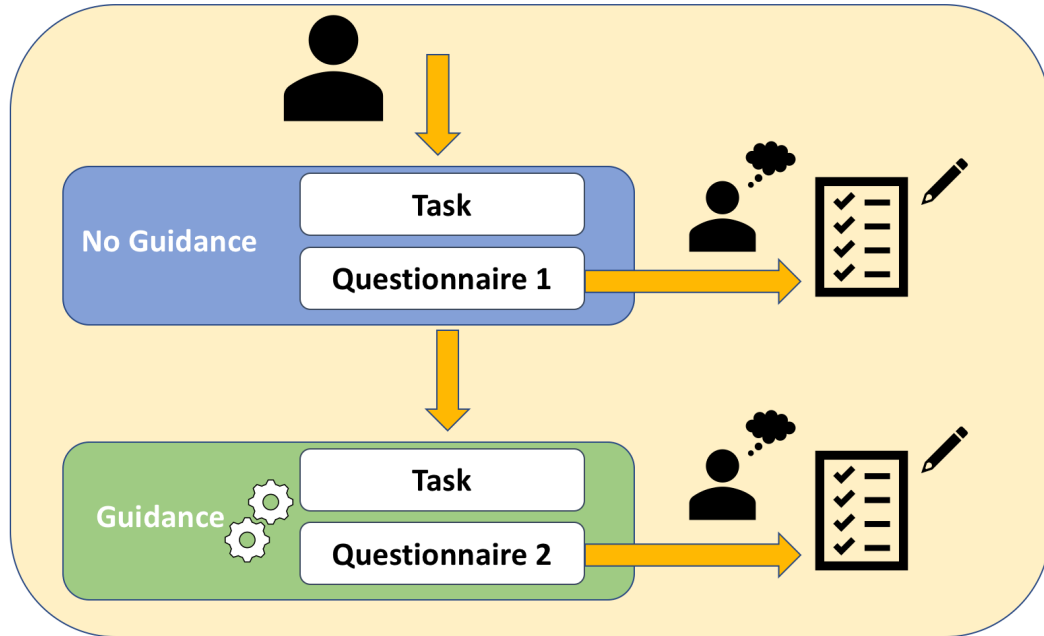 Task
No Guidance
Questionnaire 1
Task
Guidance
Questionnaire 2